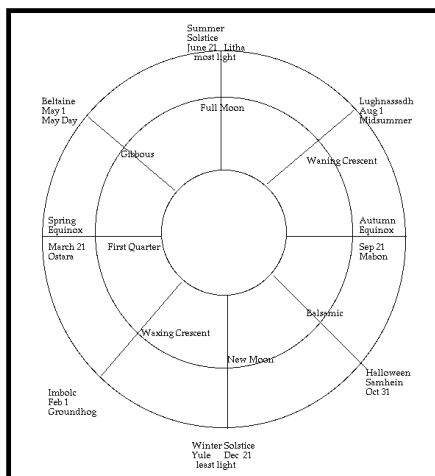 Summer
Solstice
June 21 Litha
most light
Beltaine
May 1
May Day
Lughnassadh
Aug 1
Midsummer
Full Moon
Gibbous
Waning Crescent
Spring
Equinox
March 21
Ostara
First Quarter
Autumn
Equinox
Sep 21
Mabon
Balsamic
Waxing Crescent
New Moon
Halloween
Samhein
Oct 31
Imbolc
Feb 1
Groundhog
Winter Solstice
Yule Dec 21
least light